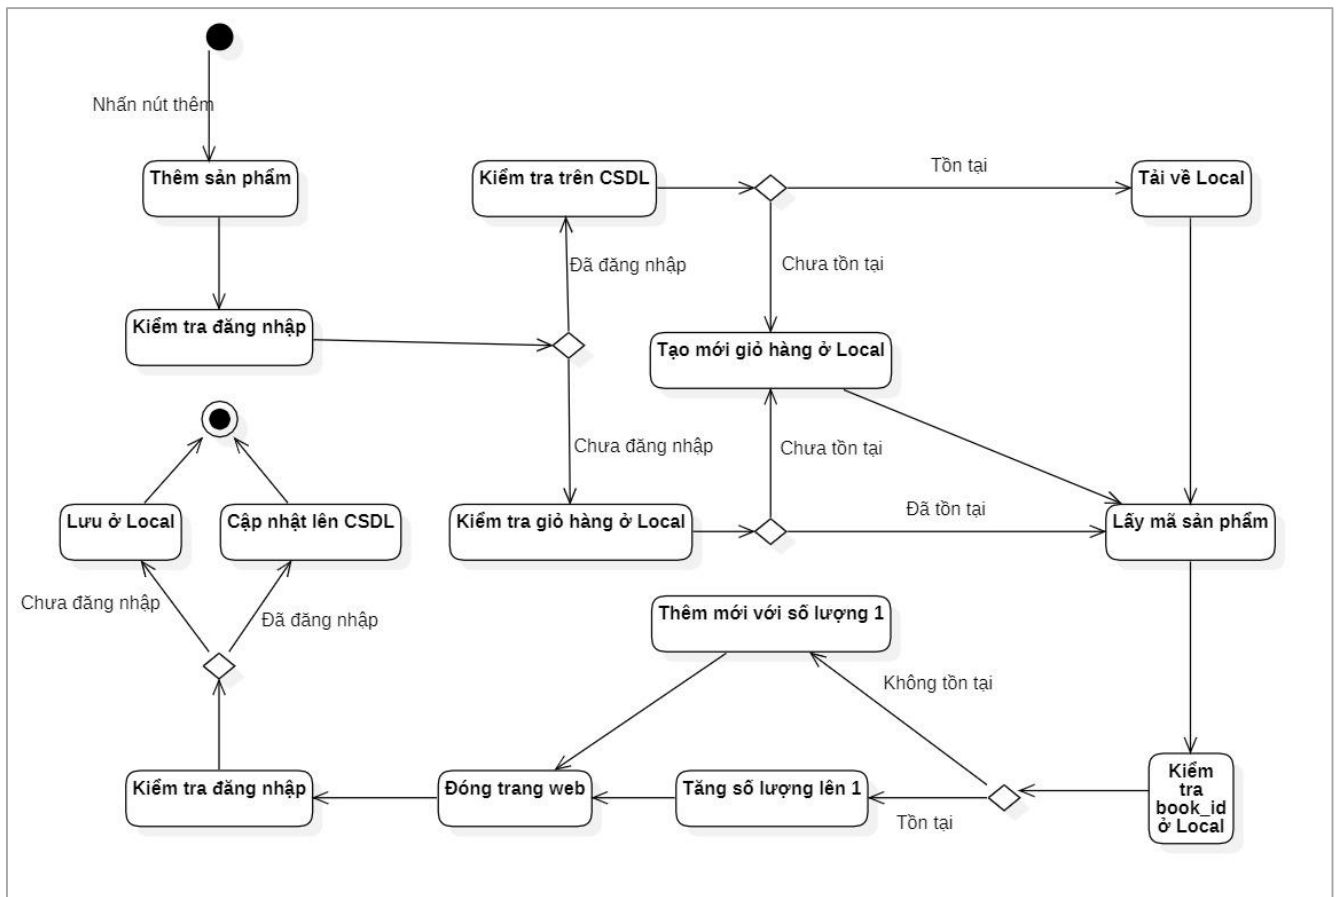 Nhấn nút thêm
Thêm sản phẩm
Kiểm tra trên CSDL
Tồn tại
Tải về Local
Đã đăng nhập
Chưa tồn tại
Kiểm tra đăng nhập
Tạo mới giỏ hàng ở Local
Chưa đăng nhập
Chưa tồn tại
Lưu ở Local
Cập nhật lên CSDL
Kiểm tra giỏ hàng ở Local
Đã tồn tại
Lấy mã sản phẩm
Chưa đăng nhập
Đã đăng nhập
Thêm mới với số lượng 1
Không tồn tại
Kiểm tra đăng nhập
Đóng trang web
Tăng số lượng lên 1
Tồn tại
Kiểm
tra
book_id
ở Local